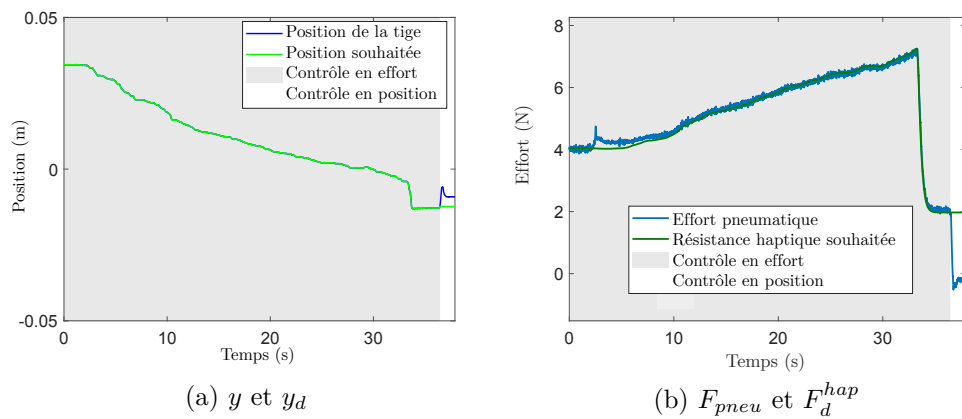 0.05
0
-0.05
Position (m)
Position de la tige
Position souhaitée
Contrôle en effort
Contrôle en position
0 10 20 30
Temps (s)
(a) y et y_d
8
6
4
2
0
Effort (N)
Effort pneumatique
Résistance haptique souhaitée
Contrôle en effort
Contrôle en position
0 10 20 30
Temps (s)
(b) F_{pneu} et F_d^{hap}